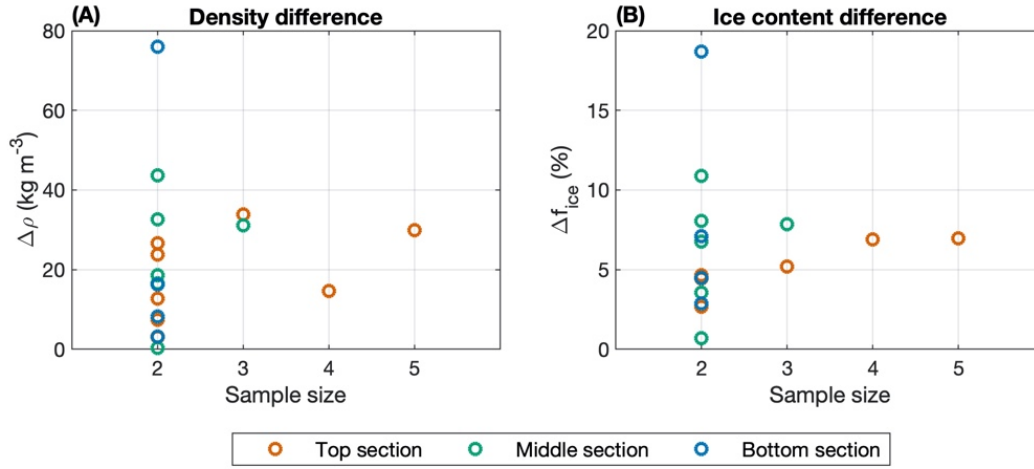 (A) Density difference
80
60
40
20
0
Δρ (kg m⁻³)
2 3 4 5
Sample size
(B) Ice content difference
20
15
10
5
0
Δf_ice (%)
2 3 4 5
Sample size
Top section Middle section Bottom section